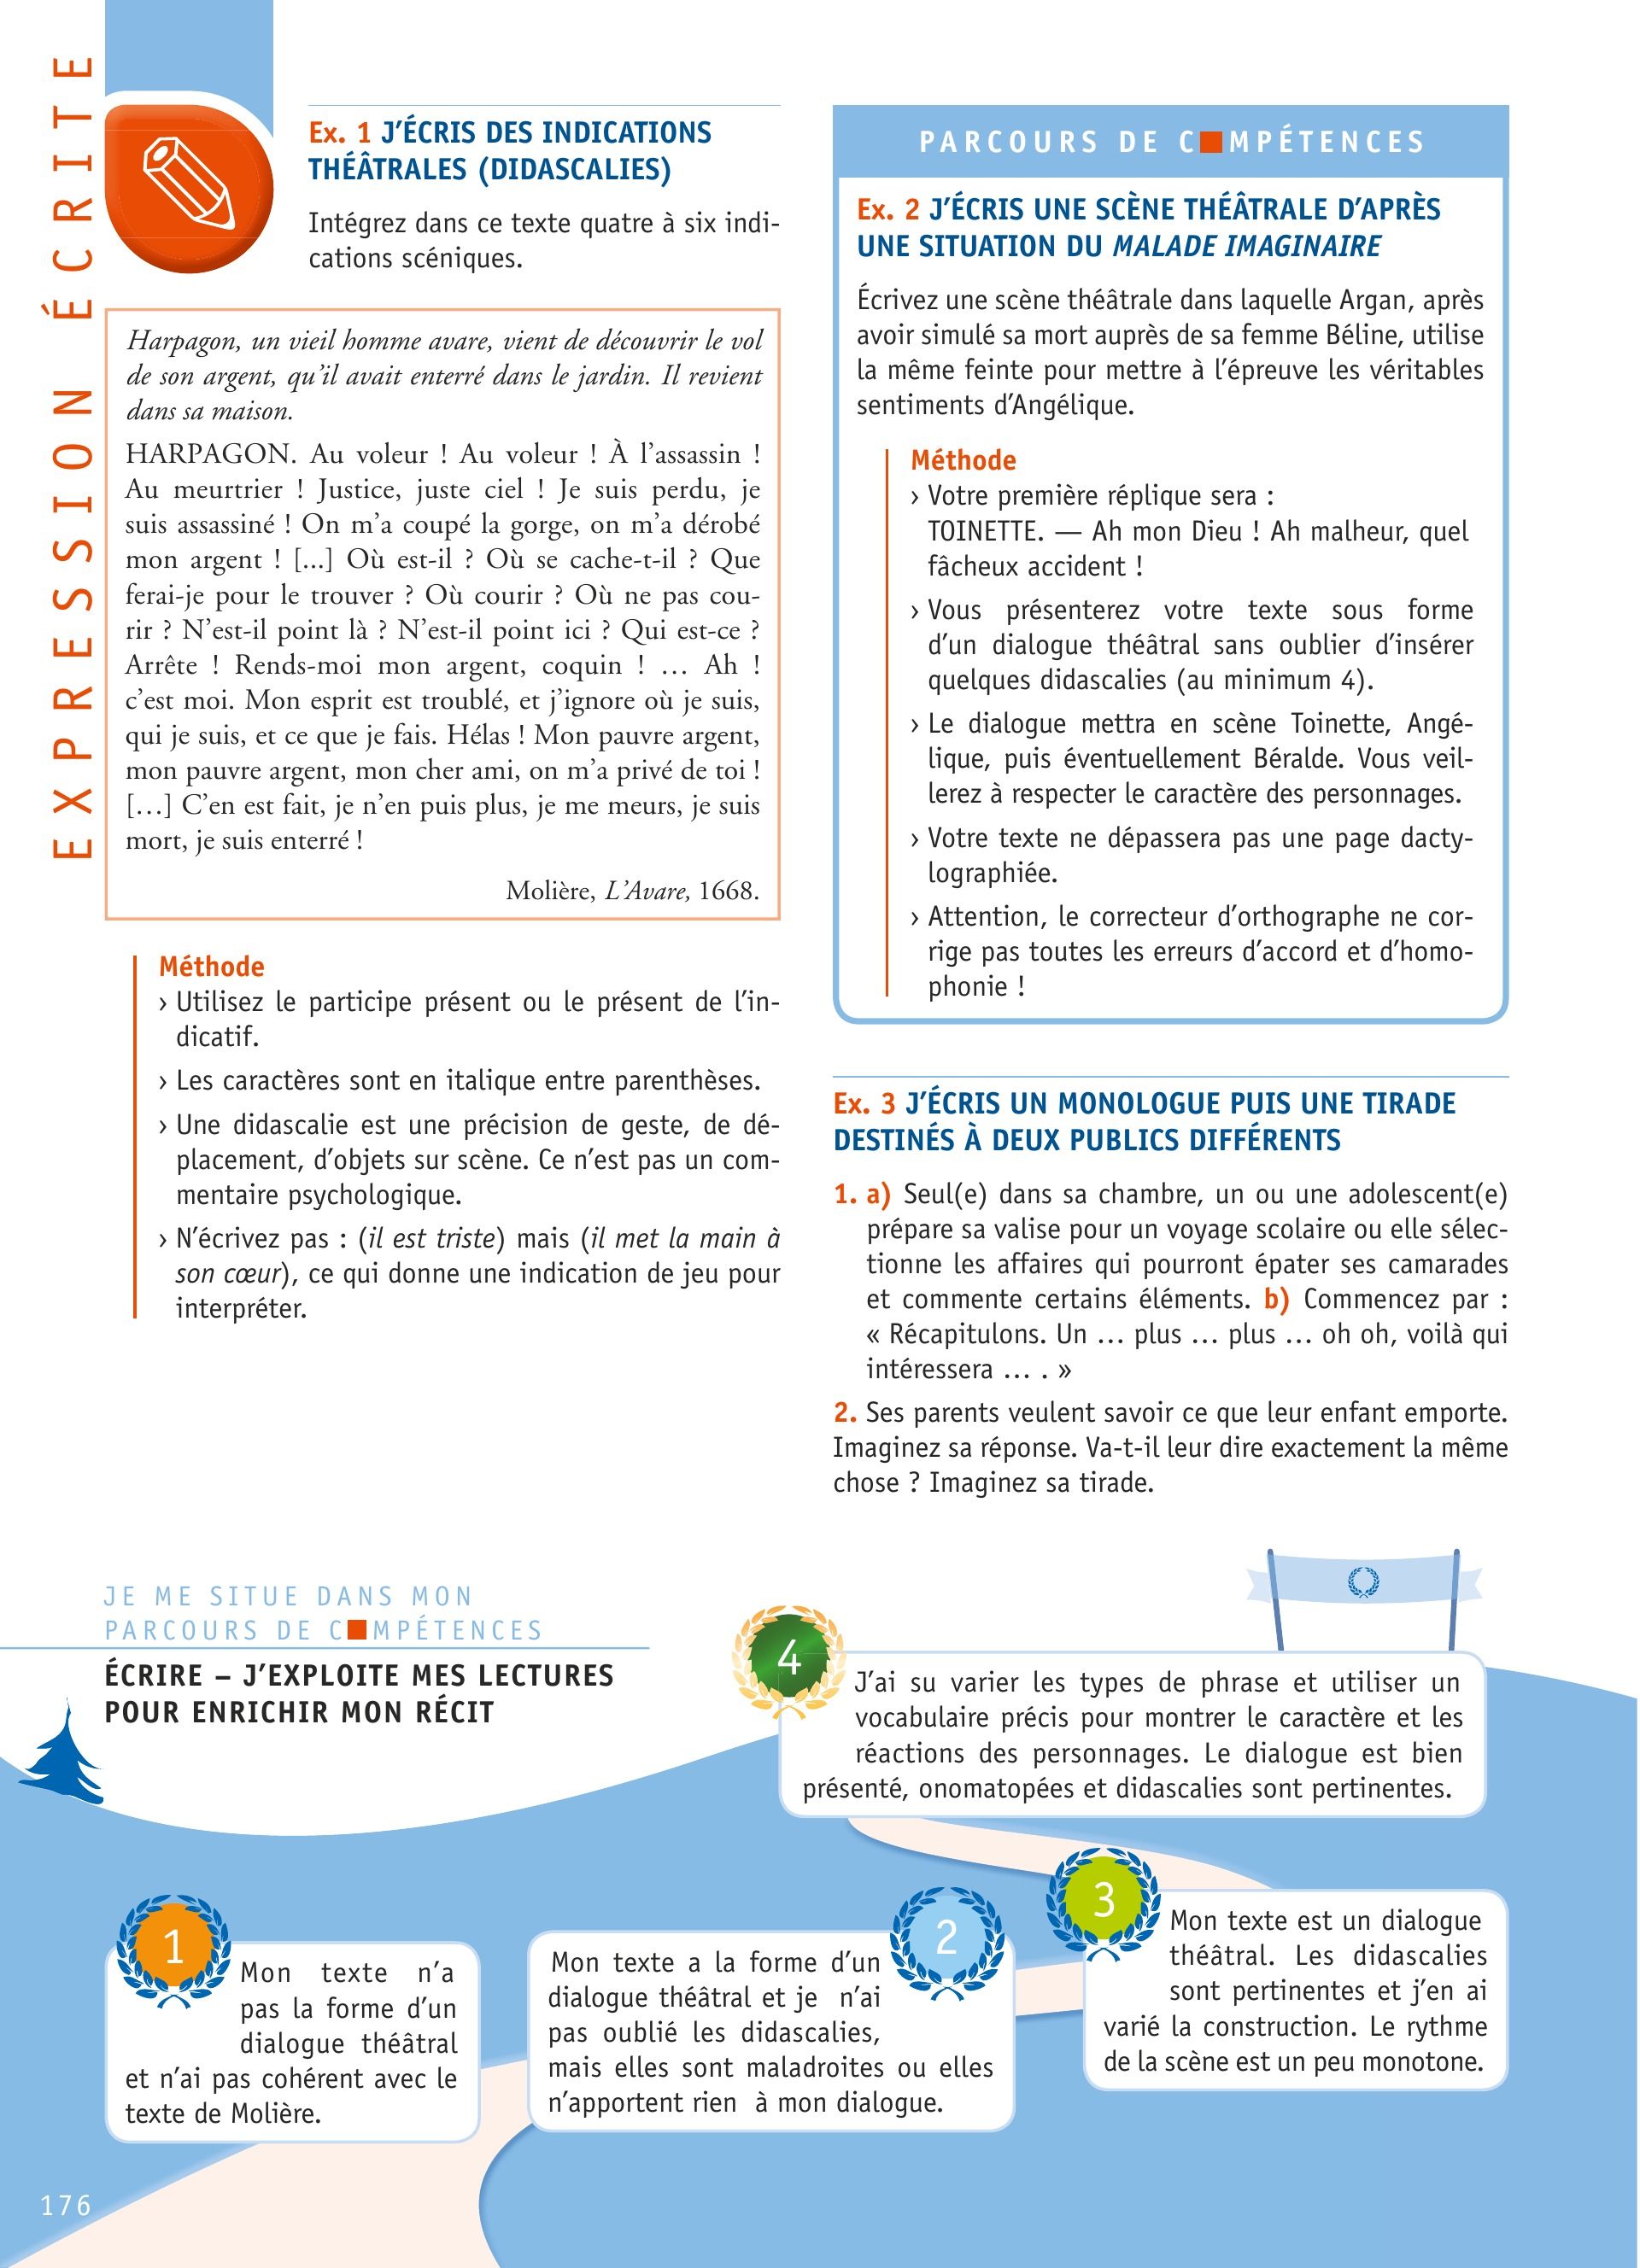 EXPRESSION ÉCRITE
Ex. 1 J’ÉCRIS DES INDICATIONS
THÉÂTRALES (DIDASCALIES)
Intégrez dans ce texte quatre à six indi-
cations scéniques.
Harpagon, un vieil homme avare, vient de découvrir le vol
de son argent, qu’il avait enterré dans le jardin. Il revient
dans sa maison.
HARPAGON. Au voleur ! Au voleur ! À l’assassin !
Au meurtrier ! Justice, juste ciel ! Je suis perdu, je
suis assassiné ! On m’a coupé la gorge, on m’a dérobé
mon argent ! [...] Où est-il ? Où se cache-t-il ? Que
ferai-je pour le trouver ? Où courir ? Où ne pas cou-
rir ? N’est-il point là ? N’est-il point ici ? Qui est-ce ?
Arrête ! Rends-moi mon argent, coquin ! … Ah !
c’est moi. Mon esprit est troublé, et j’ignore où je suis,
qui je suis, et ce que je fais. Hélas ! Mon pauvre argent,
mon pauvre argent, mon cher ami, on m’a privé de toi !
[…] C’en est fait, je n’en puis plus, je me meurs, je suis
mort, je suis enterré !
Molière, L’Avare, 1668.
Méthode
› Utilisez le participe présent ou le présent de l’in-
dicatif.
› Les caractères sont en italique entre parenthèses.
› Une didascalie est une précision de geste, de dé-
placement, d’objets sur scène. Ce n’est pas un com-
mentaire psychologique.
› N’écrivez pas : (il est triste) mais (il met la main à
son cœur), ce qui donne une indication de jeu pour
interpréter.
PARCOURS DE C■MPÉTENCES
Ex. 2 J’ÉCRIS UNE SCÈNE THÉÂTRALE D’APRÈS
UNE SITUATION DU MALADE IMAGINAIRE
Écrivez une scène théâtrale dans laquelle Argan, après
avoir simulé sa mort auprès de sa femme Béline, utilise
la même feinte pour mettre à l’épreuve les véritables
sentiments d’Angélique.
Méthode
› Votre première réplique sera :
TOINETTE. — Ah mon Dieu ! Ah malheur, quel
fâcheux accident !
› Vous présenterez votre texte sous forme
d’un dialogue théâtral sans oublier d’insérer
quelques didascalies (au minimum 4).
› Le dialogue mettra en scène Toinette, Angé-
lique, puis éventuellement Béralde. Vous veil-
lerez à respecter le caractère des personnages.
› Votre texte ne dépassera pas une page dacty-
lographiée.
› Attention, le correcteur d’orthographe ne cor-
rige pas toutes les erreurs d’accord et d’homo-
phonie !
Ex. 3 J’ÉCRIS UN MONOLOGUE PUIS UNE TIRADE
DESTINÉS À DEUX PUBLICS DIFFÉRENTS
1. a) Seul(e) dans sa chambre, un ou une adolescent(e)
prépare sa valise pour un voyage scolaire ou elle sélec-
tionne les affaires qui pourront épater ses camarades
et commente certains éléments. b) Commencez par :
« Récapitulons. Un … plus … plus … oh oh, voilà qui
intéressera … . »
2. Ses parents veulent savoir ce que leur enfant emporte.
Imaginez sa réponse. Va-t-il leur dire exactement la même
chose ? Imaginez sa tirade.
JE ME SITUE DANS MON
PARCOURS DE C■MPÉTENCES
ÉCRIRE – J’EXPLOITE MES LECTURES
POUR ENRICHIR MON RÉCIT
1
Mon texte n’a
pas la forme d’un
dialogue théâtral
et n’ai pas cohérent avec le
texte de Molière.
2
Mon texte a la forme d’un
dialogue théâtral et je n’ai
pas oublié les didascalies,
mais elles sont maladroites ou elles
n’apportent rien à mon dialogue.
3
Mon texte est un dialogue
théâtral. Les didascalies
sont pertinentes et j’en ai
varié la construction. Le rythme
de la scène est un peu monotone.
4
J’ai su varier les types de phrase et utiliser un
vocabulaire précis pour montrer le caractère et les
réactions des personnages. Le dialogue est bien
présenté, onomatopées et didascalies sont pertinentes.
176